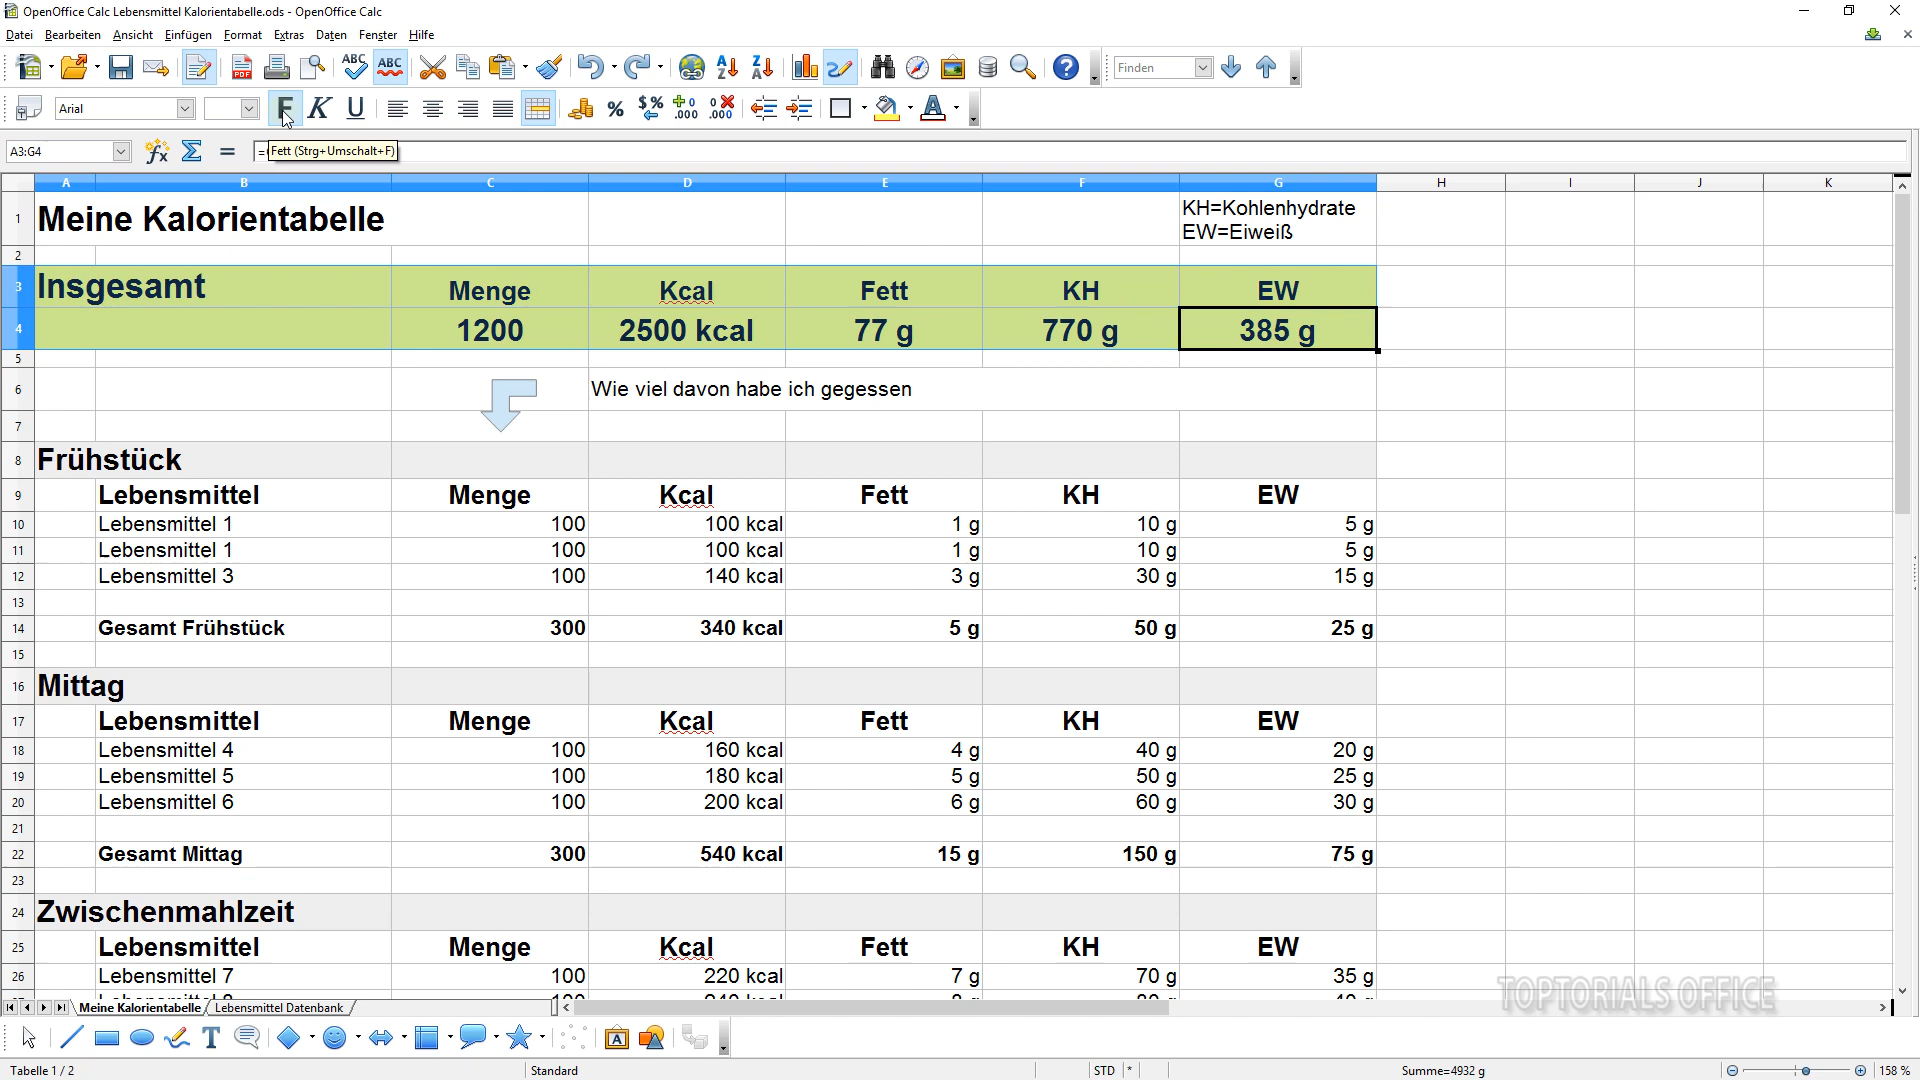 OpenOffice Calc Lebensmittel Kalorientabelle.ods - OpenOffice Calc
Datei Bearbeiten Ansicht Einfügen Format Extras Daten Fenster Hilfe
Finden
Arial
Fett (Strg+Umschalt+F)
A3:G4
A B C D E F G H I J K
1 Meine Kalorientabelle KH=Kohlenhydrate
EW=Eiweiß
2
3 Insgesamt Menge Kcal Fett KH EW
4 1200 2500 kcal 77 g 770 g 385 g
5
6 Wie viel davon habe ich gegessen
7
8 Frühstück
9 Lebensmittel Menge Kcal Fett KH EW
10 Lebensmittel 1 100 100 kcal 1 g 10 g 5 g
11 Lebensmittel 1 100 100 kcal 1 g 10 g 5 g
12 Lebensmittel 3 100 140 kcal 3 g 30 g 15 g
13
14 Gesamt Frühstück 300 340 kcal 5 g 50 g 25 g
15
16 Mittag
17 Lebensmittel Menge Kcal Fett KH EW
18 Lebensmittel 4 100 160 kcal 4 g 40 g 20 g
19 Lebensmittel 5 100 180 kcal 5 g 50 g 25 g
20 Lebensmittel 6 100 200 kcal 6 g 60 g 30 g
21
22 Gesamt Mittag 300 540 kcal 15 g 150 g 75 g
23
24 Zwischenmahlzeit
25 Lebensmittel Menge Kcal Fett KH EW
26 Lebensmittel 7 100 220 kcal 7 g 70 g 35 g
TOPTORIALS OFFICE
Meine Kalorientabelle Lebensmittel Datenbank
Tabelle 1 / 2 Standard STD * Summe=4932 g 158 %